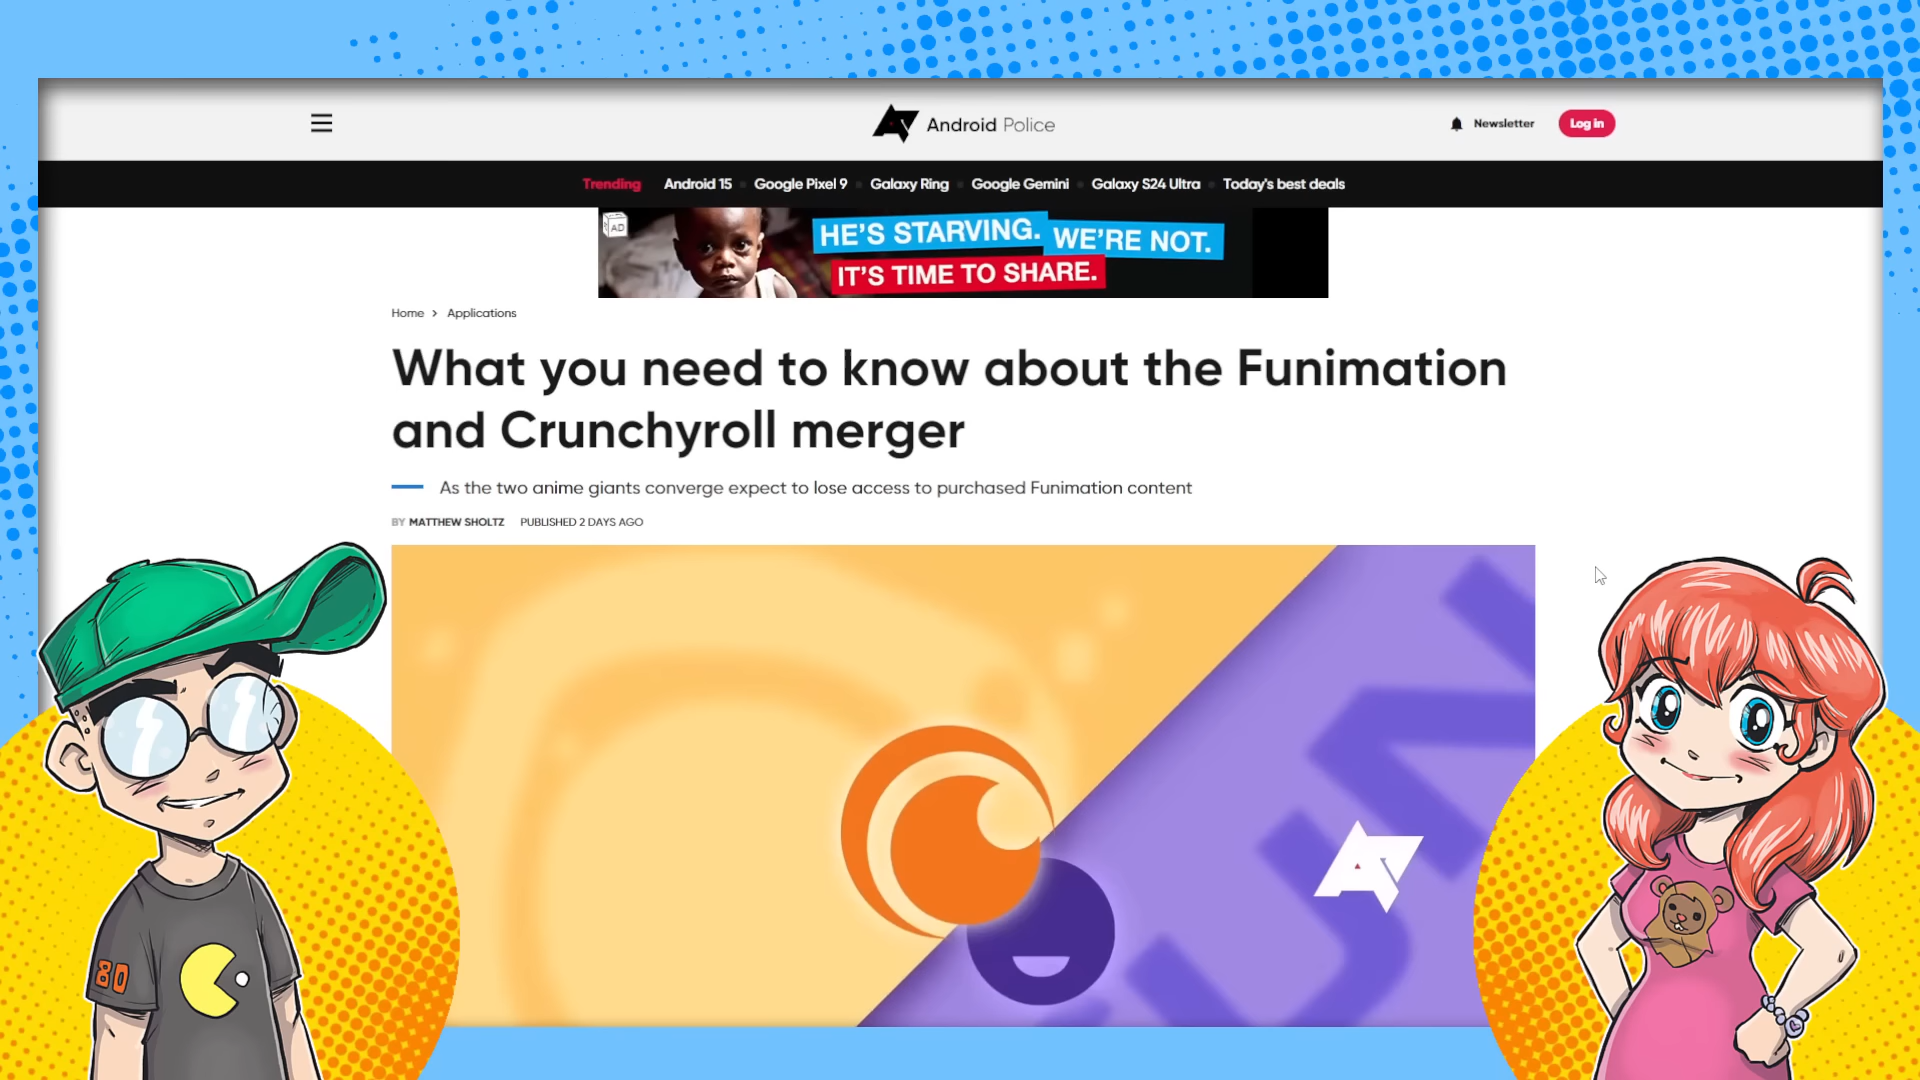 Android Police
Newsletter
Log in
Trending
Android 15
Google Pixel 9
Galaxy Ring
Google Gemini
Galaxy S24 Ultra
Today's best deals
AD
HE'S STARVING. WE'RE NOT.
IT'S TIME TO SHARE.
Home > Applications
What you need to know about the Funimation
and Crunchyroll merger
As the two anime giants converge expect to lose access to purchased Funimation content
BY MATTHEW SHOLTZ PUBLISHED 2 DAYS AGO
80